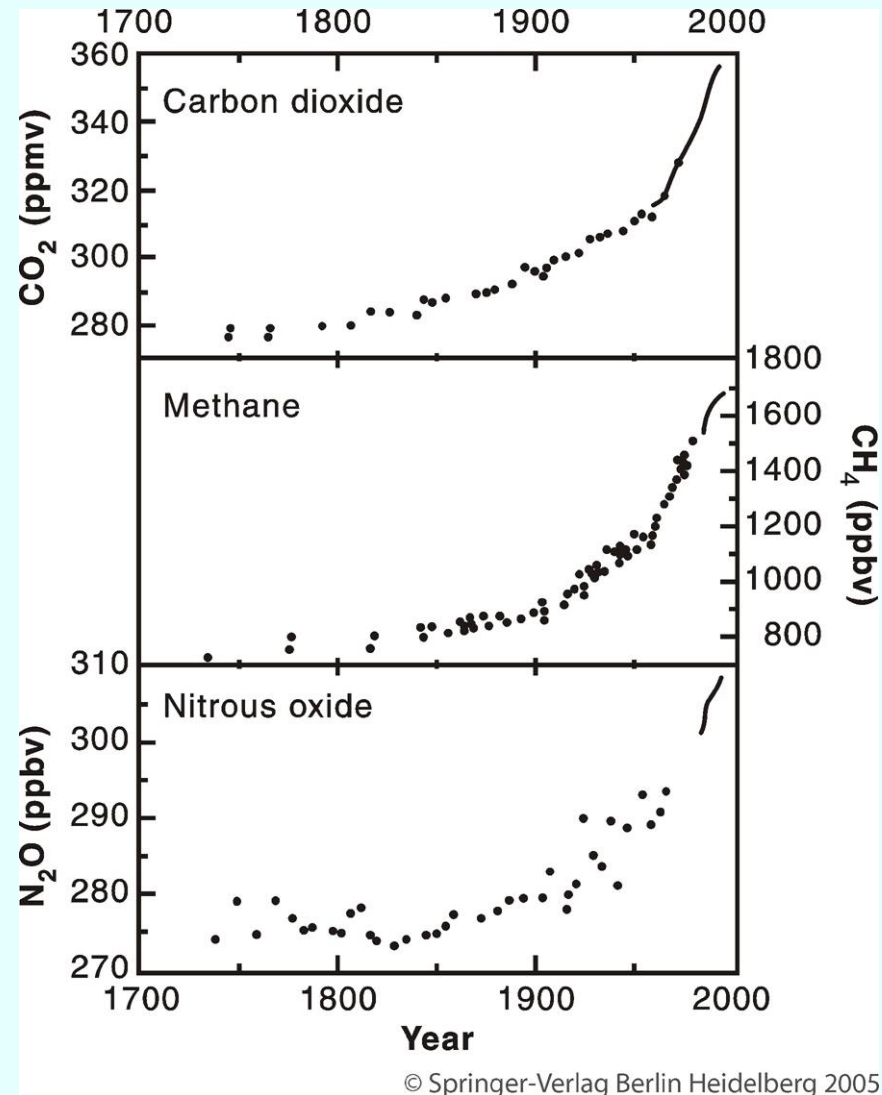 1700 1800 1900 2000
360
Carbon dioxide
340
320
300
280
CO₂ (ppmv)
1800
Methane
1600
1400
1200
1000
800
CH₄ (ppbv)
310
Nitrous oxide
300
290
280
270
N₂O (ppbv)
1700 1800 1900 2000
Year
© Springer-Verlag Berlin Heidelberg 2005